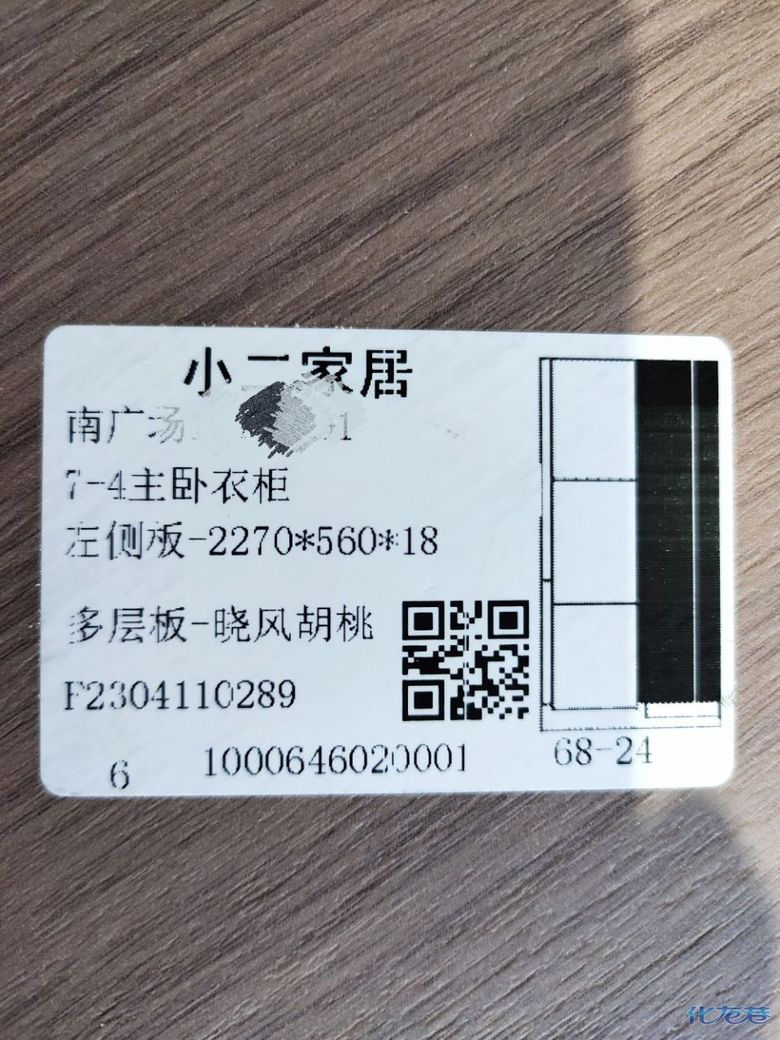 小二家居
南广场
7-4主卧衣柜
左侧板-2270*560*18
多层板-晓风胡桃
F2304110289
6 1000646020001 68-24
化龙巷